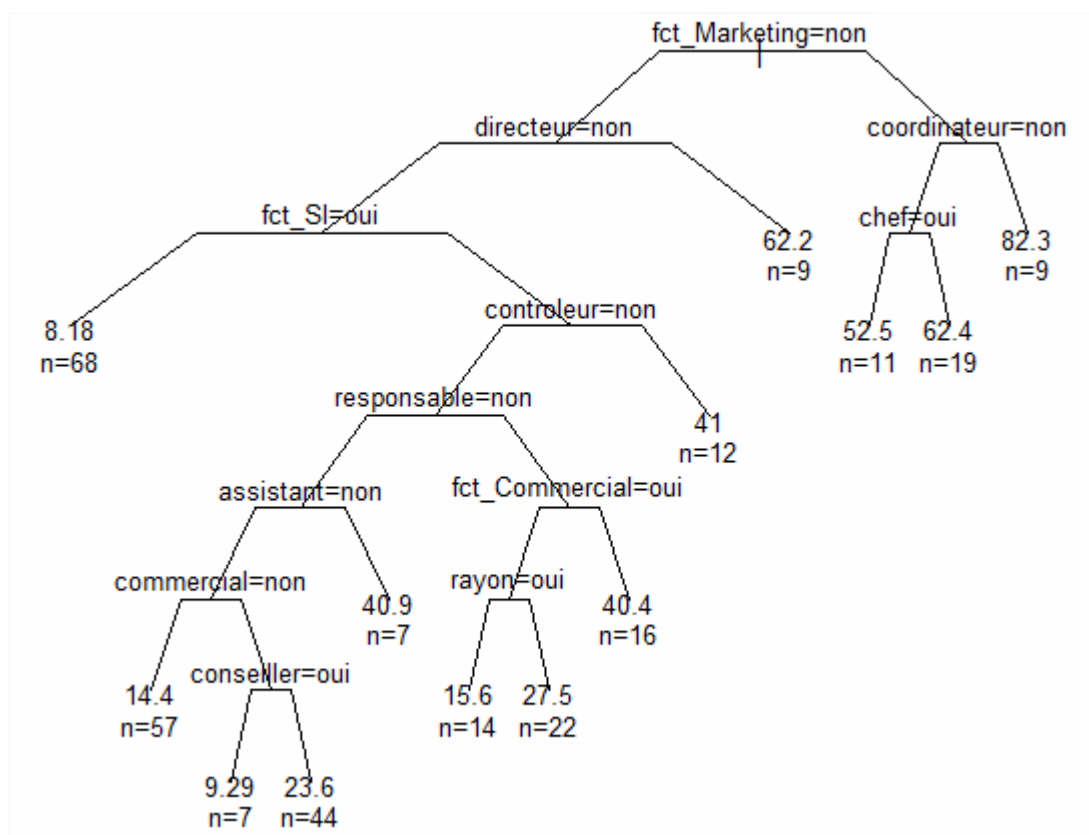 fct_Marketing=non
directeur=non
coordinateur=non
fct_SI=oui
chef=oui
62.2
n=9
82.3
n=9
controleur=non
8.18
n=68
52.5
n=11
62.4
n=19
responsable=non
41
n=12
assistant=non
fct_Commercial=oui
commercial=non
rayon=oui
40.9
n=7
40.4
n=16
conseiller=oui
14.4
n=57
15.6
n=14
27.5
n=22
9.29
n=7
23.6
n=44